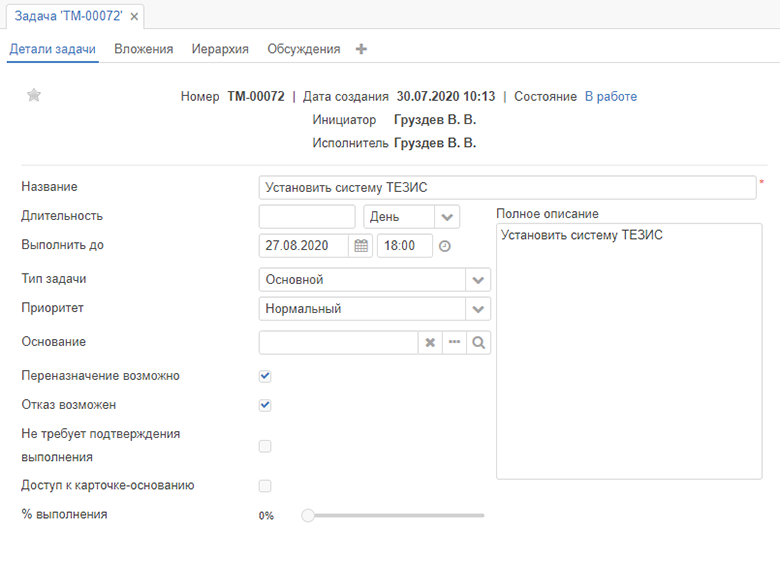 Задача 'ТМ-00072'
Детали задачи Вложения Иерархия Обсуждения
Номер ТМ-00072 | Дата создания 30.07.2020 10:13 | Состояние В работе
Инициатор Груздев В. В.
Исполнитель Груздев В. В.
Название Установить систему ТЕЗИС *
Длительность День Полное описание
Выполнить до 27.08.2020 18:00 Установить систему ТЕЗИС
Тип задачи Основной
Приоритет Нормальный
Основание
Переназначение возможно
Отказ возможен
Не требует подтверждения
выполнения
Доступ к карточке-основанию
% выполнения 0%